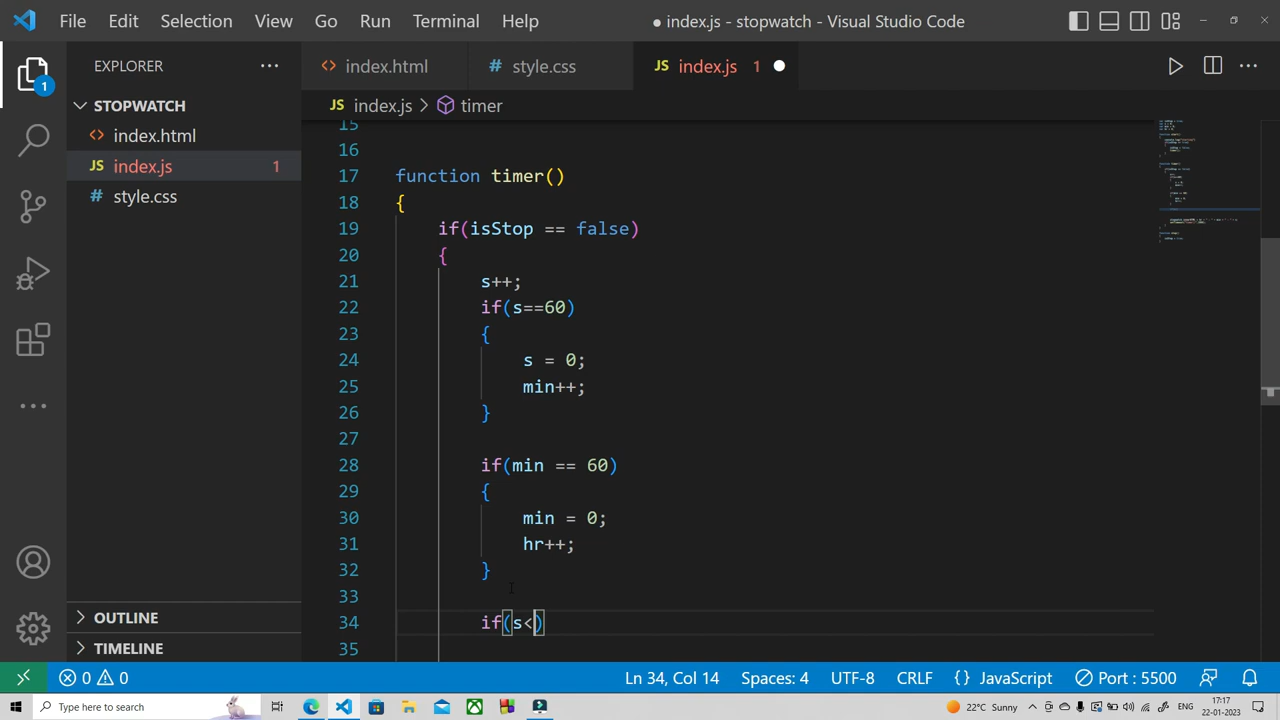 File Edit Selection View Go Run Terminal Help ● index.js - stopwatch - Visual Studio Code
EXPLORER
index.html
style.css
JS index.js 1
1
STOPWATCH
JS index.js > timer
index.html
JS index.js 1
style.css
15
16
17 function timer()
18 {
19 if(isStop == false)
20 {
21 s++;
22 if(s==60)
23 {
24 s = 0;
25 min++;
26 }
27
28 if(min == 60)
29 {
30 min = 0;
31 hr++;
32 }
33
34 if(s<)
35
OUTLINE
TIMELINE
0 0 Ln 34, Col 14 Spaces: 4 UTF-8 CRLF {} JavaScript Port : 5500
Type here to search 22°C Sunny ENG 17:17
22-01-2023